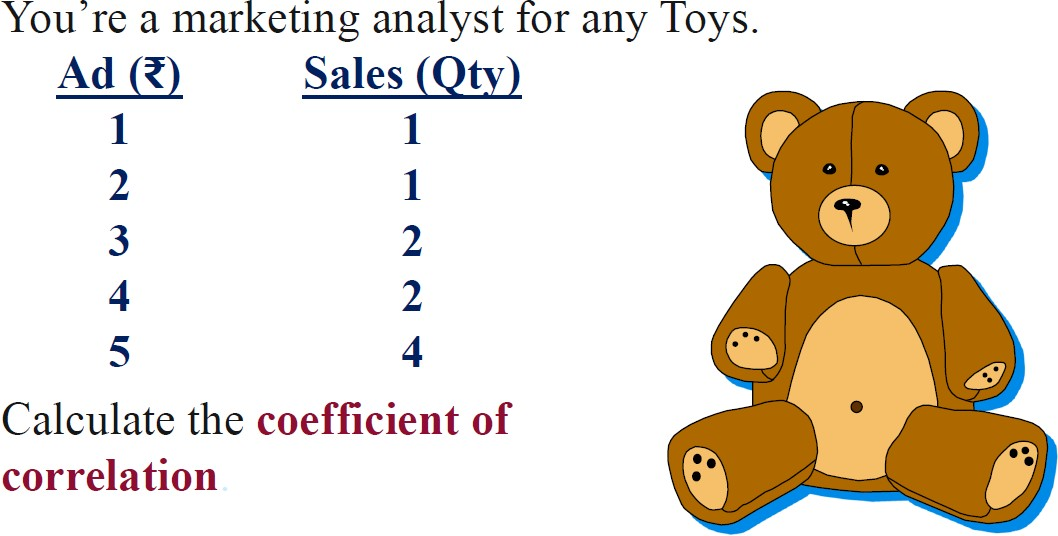 You're a marketing analyst for any Toys.
Ad (₹) Sales (Qty)
1 1
2 1
3 2
4 2
5 4
Calculate the coefficient of
correlation.